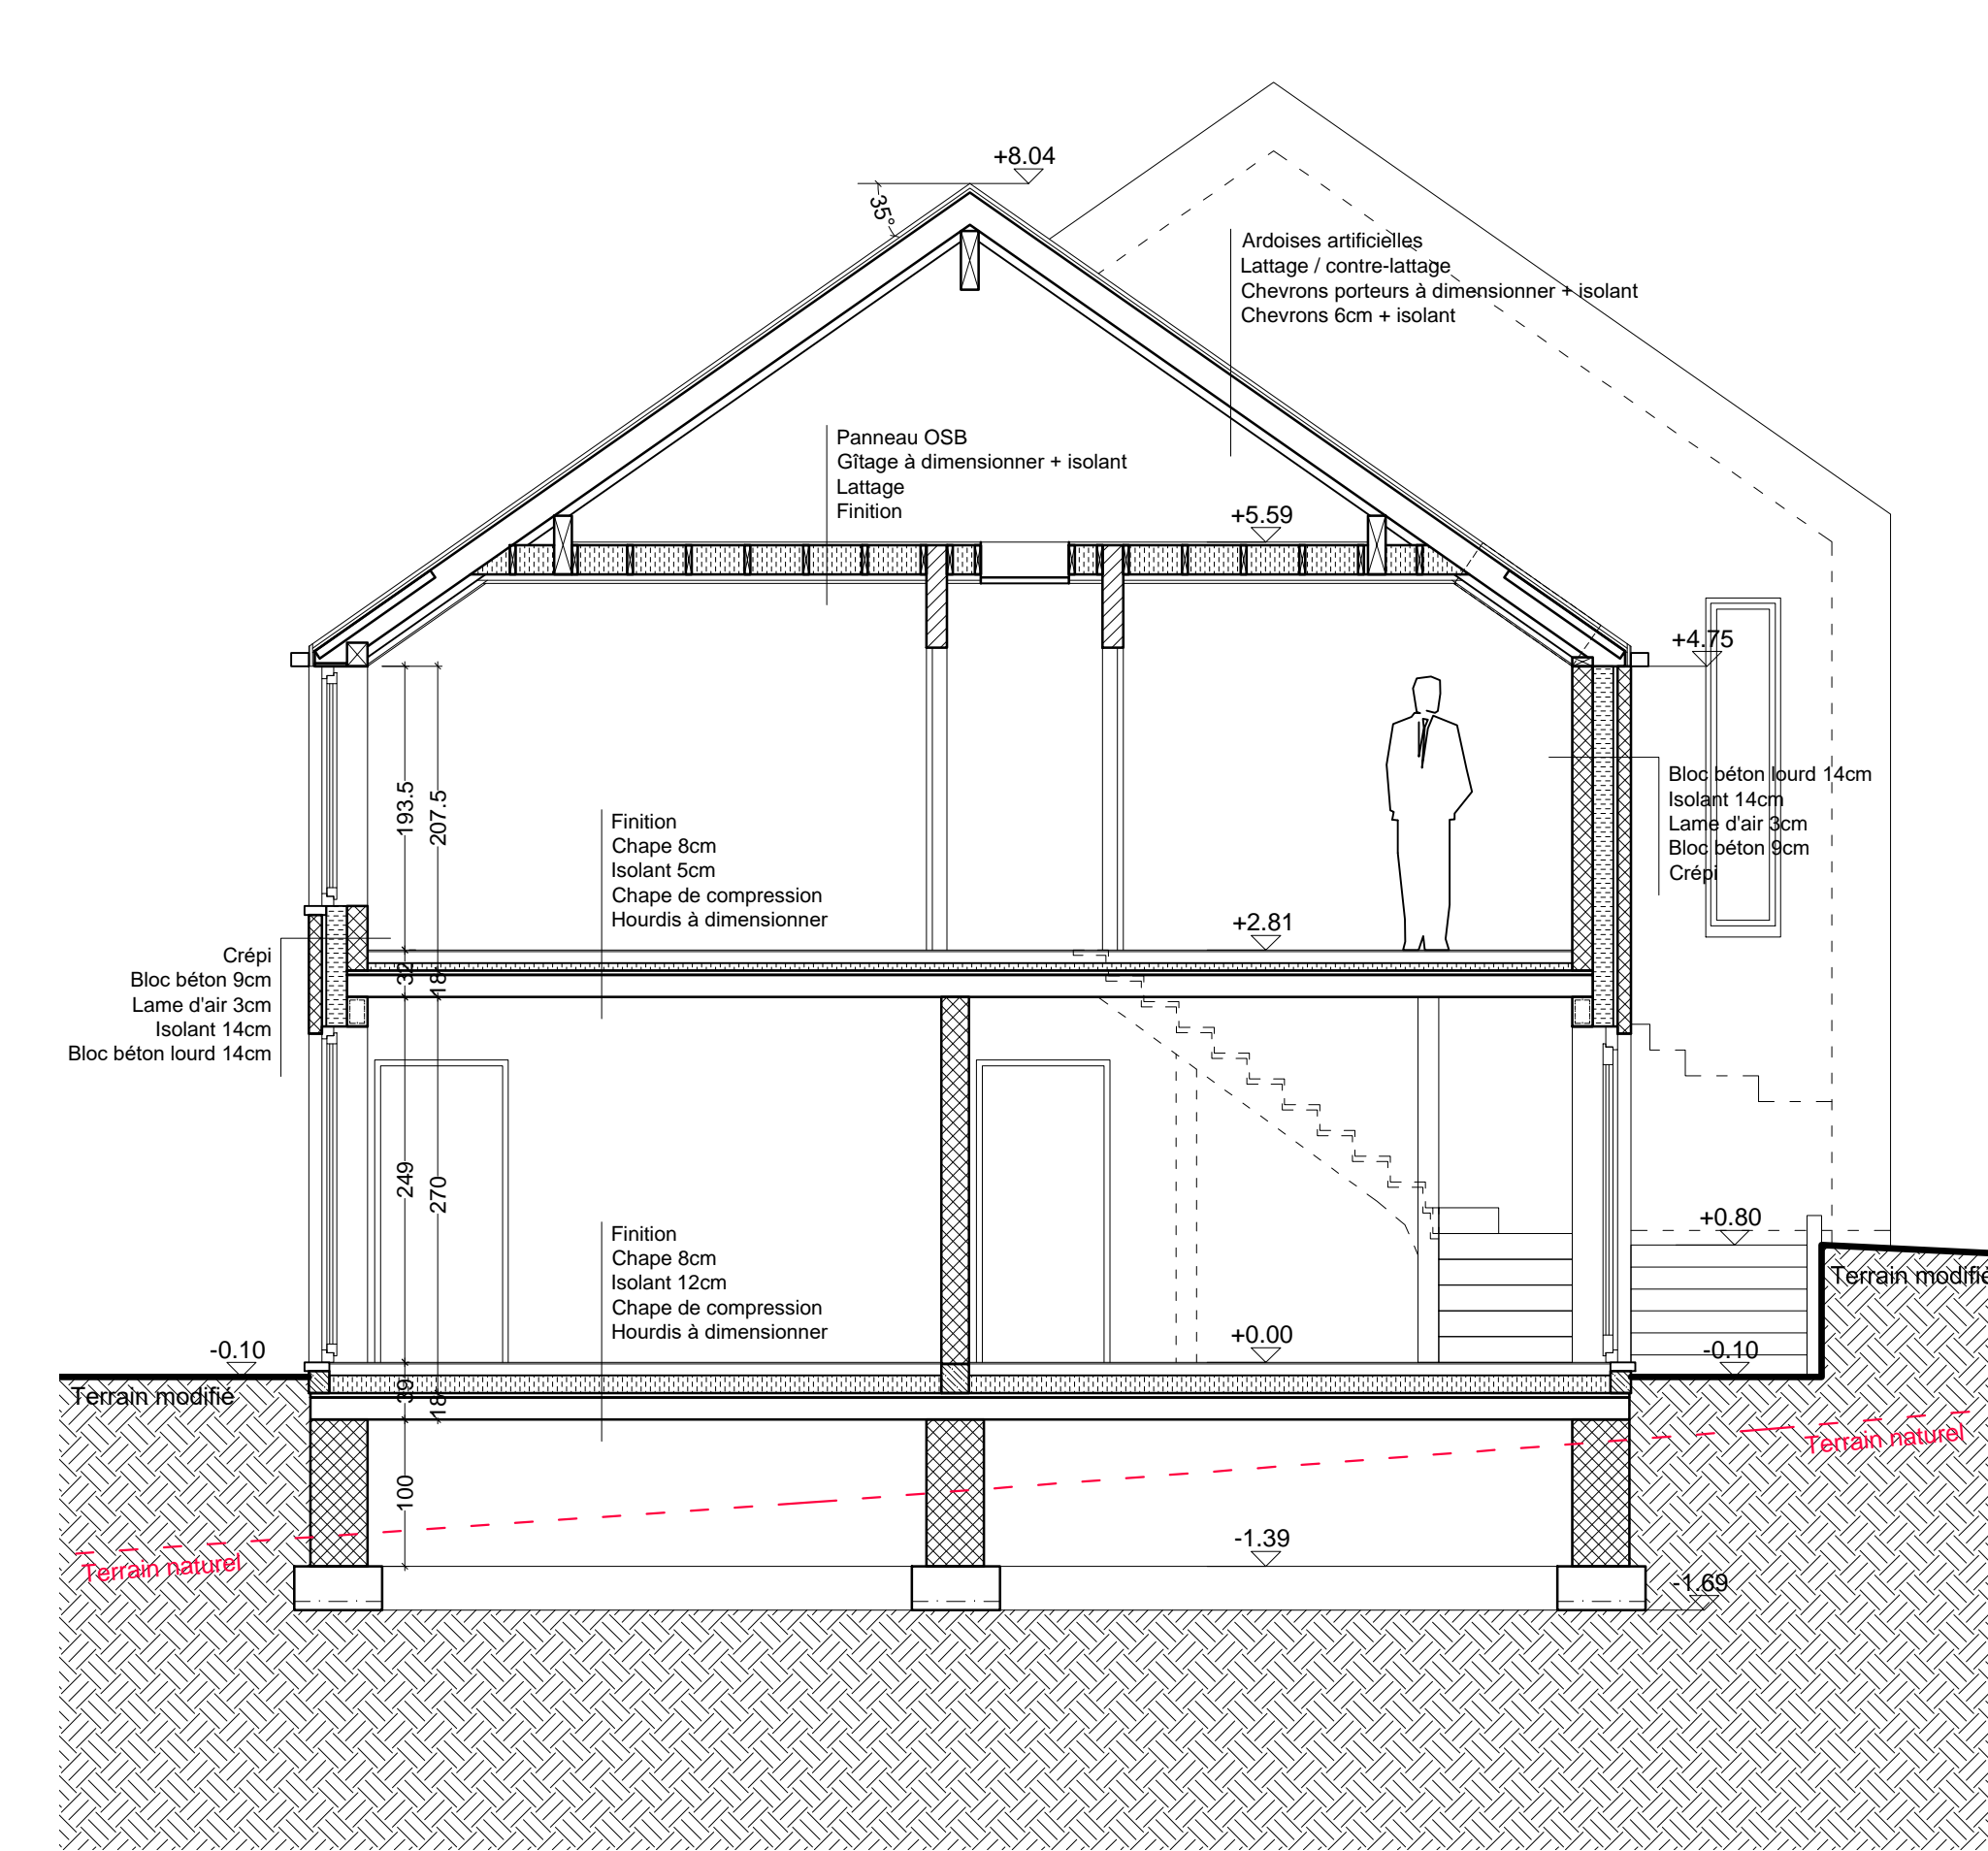 +8.04
35°
Ardoises artificielles
Lattage / contre-lattage
Chevrons porteurs à dimensionner + isolant
Chevrons 6cm + isolant
Panneau OSB
Gîtage à dimensionner + isolant
Lattage
Finition
+5.59
+4.75
193.5
207.5
Bloc béton lourd 14cm
Isolant 14cm
Lame d'air 3cm
Bloc béton 9cm
Crépi
Finition
Chape 8cm
Isolant 5cm
Chape de compression
Hourdis à dimensionner
+2.81
Crépi
Bloc béton 9cm
Lame d'air 3cm
Isolant 14cm
Bloc béton lourd 14cm
32
18
249
270
Finition
Chape 8cm
Isolant 12cm
Chape de compression
Hourdis à dimensionner
+0.80
Terrain modifié
+0.00
-0.10
-0.10
Terrain modifié
39
18
Terrain naturel
100
-1.39
Terrain naturel
-1.69